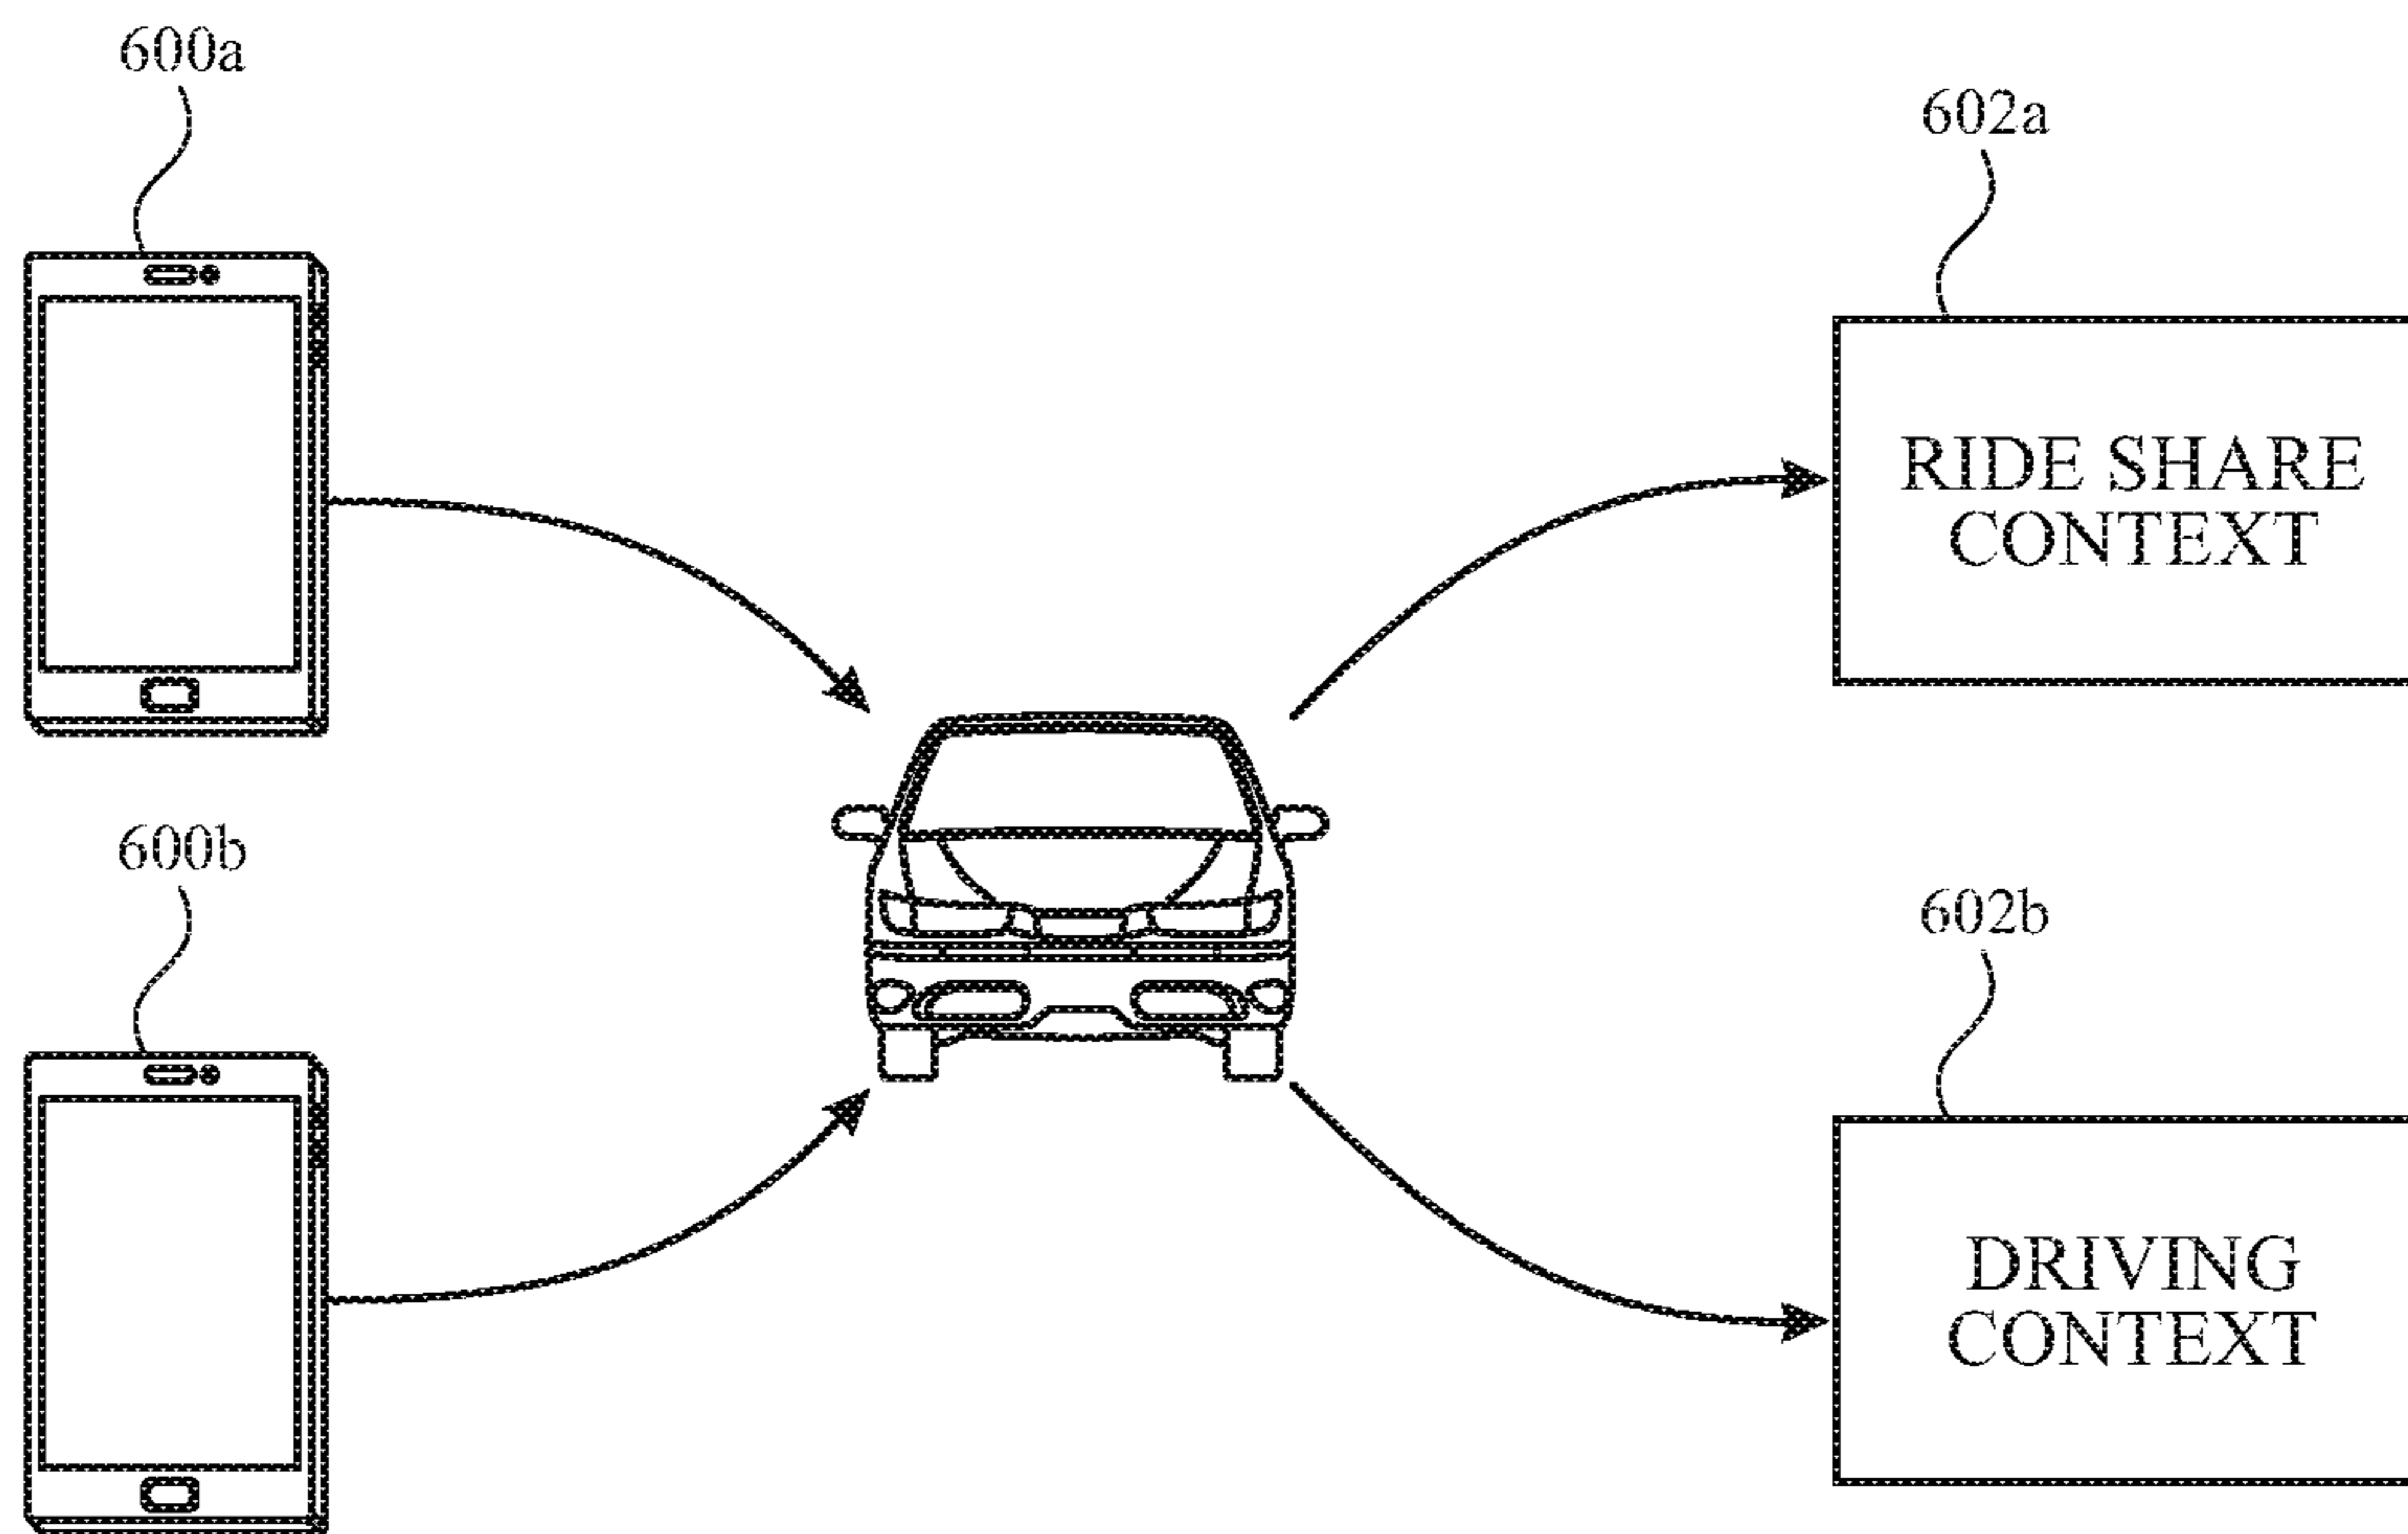 600a
602a
RIDE SHARE
CONTEXT
600b
602b
DRIVING
CONTEXT